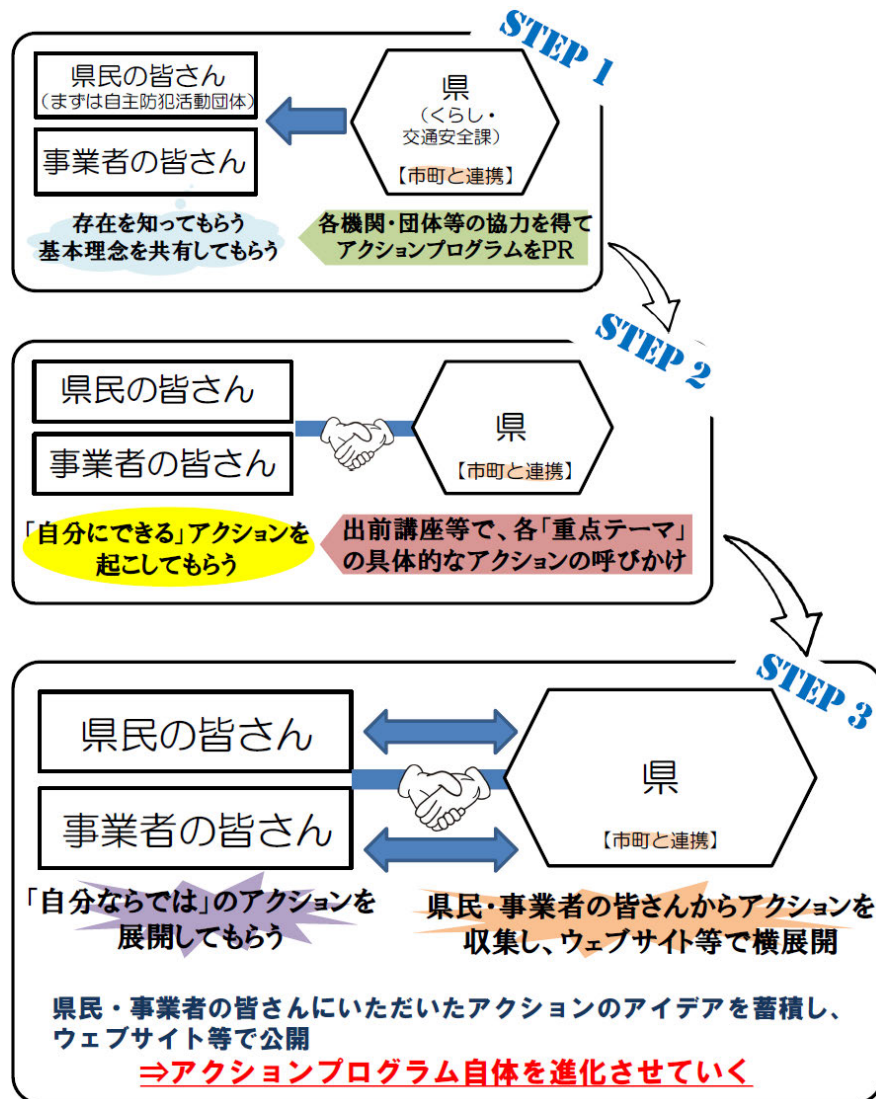 STEP 1
県民の皆さん
(まずは自主防犯活動団体)
事業者の皆さん
県
(くらし・
交通安全課)
【市町と連携】
存在を知ってもらう
基本理念を共有してもらう
各機関・団体等の協力を得て
アクションプログラムをPR
STEP 2
県民の皆さん
事業者の皆さん
県
【市町と連携】
「自分にできる」アクションを
起こしてもらう
出前講座等で、各「重点テーマ」
の具体的なアクションの呼びかけ
STEP 3
県民の皆さん
事業者の皆さん
県
【市町と連携】
「自分ならでは」のアクションを
展開してもらう
県民・事業者の皆さんからアクションを
収集し、ウェブサイト等で横展開
県民・事業者の皆さんにいただいたアクションのアイデアを蓄積し、
ウェブサイト等で公開
⇒アクションプログラム自体を進化させていく